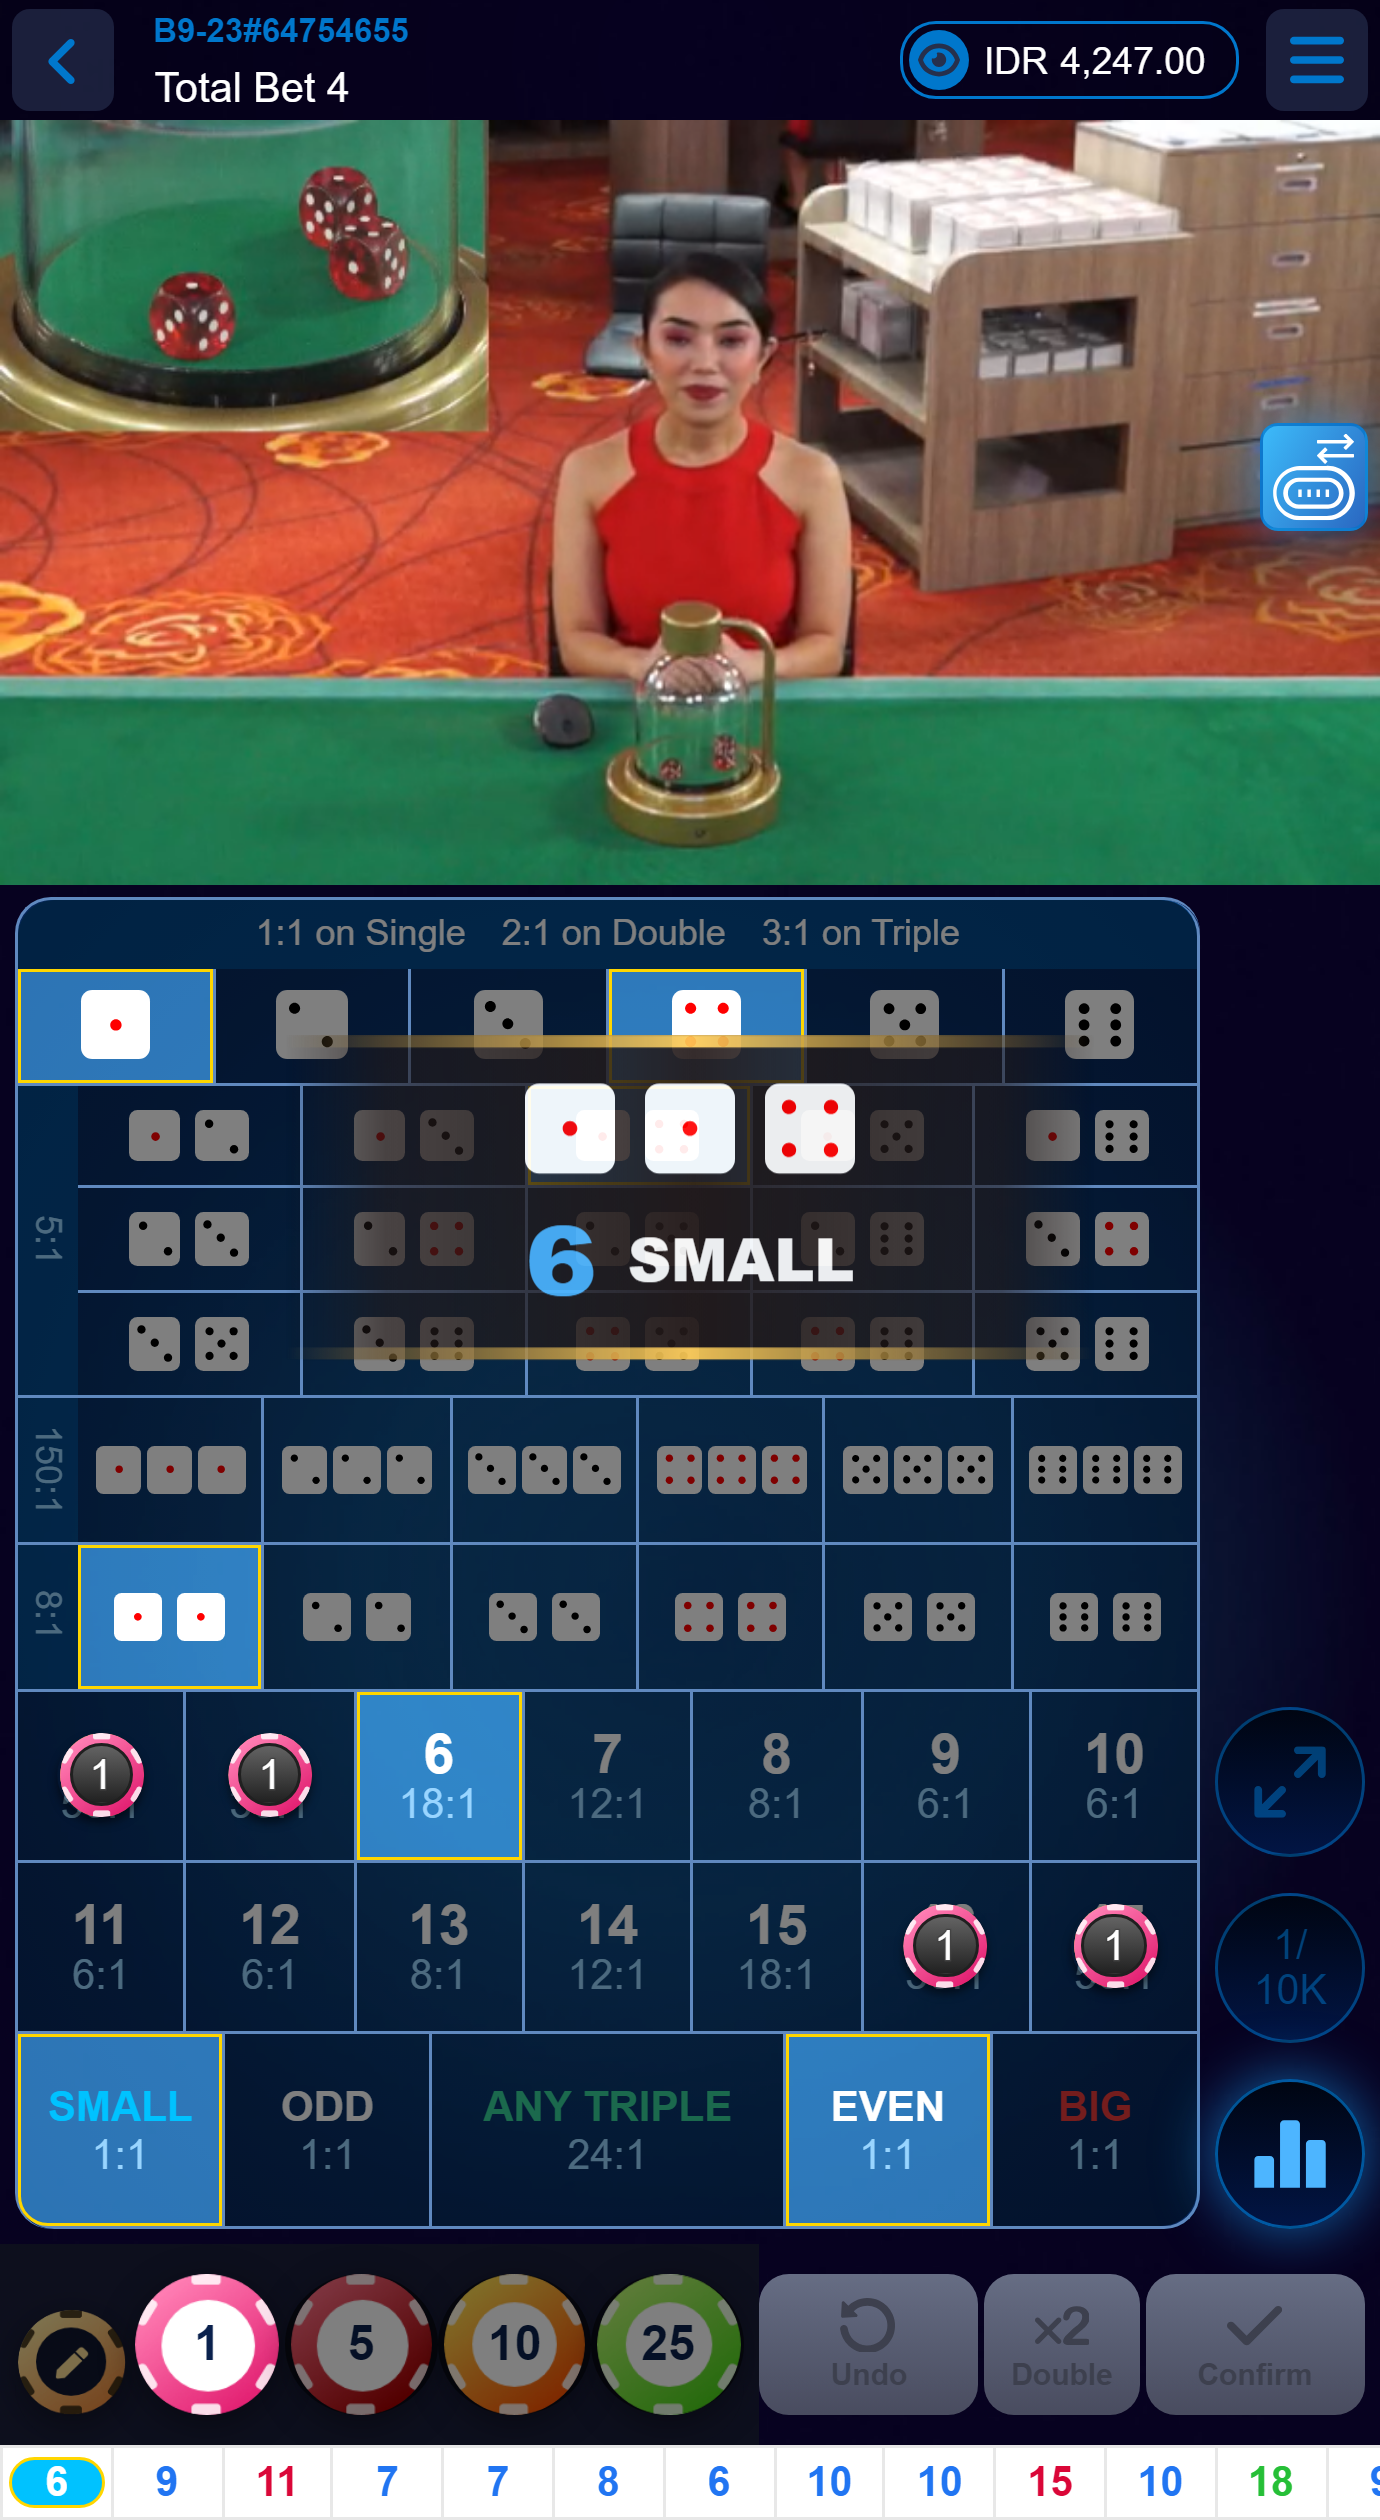 B9-23#64754655
Total Bet 4
IDR 4,247.00
1:1 on Single 2:1 on Double 3:1 on Triple
6 SMALL
5:1
150:1
8:1
1 1 6 7 8 9 10
18:1 12:1 8:1 6:1 6:1
11 12 13 14 15 1 1
6:1 6:1 8:1 12:1 18:1
1/
10K
SMALL ODD ANY TRIPLE EVEN BIG
1:1 1:1 24:1 1:1 1:1
1 5 10 25
x2
Undo Double Confirm
6 9 11 7 7 8 6 10 10 15 10 18